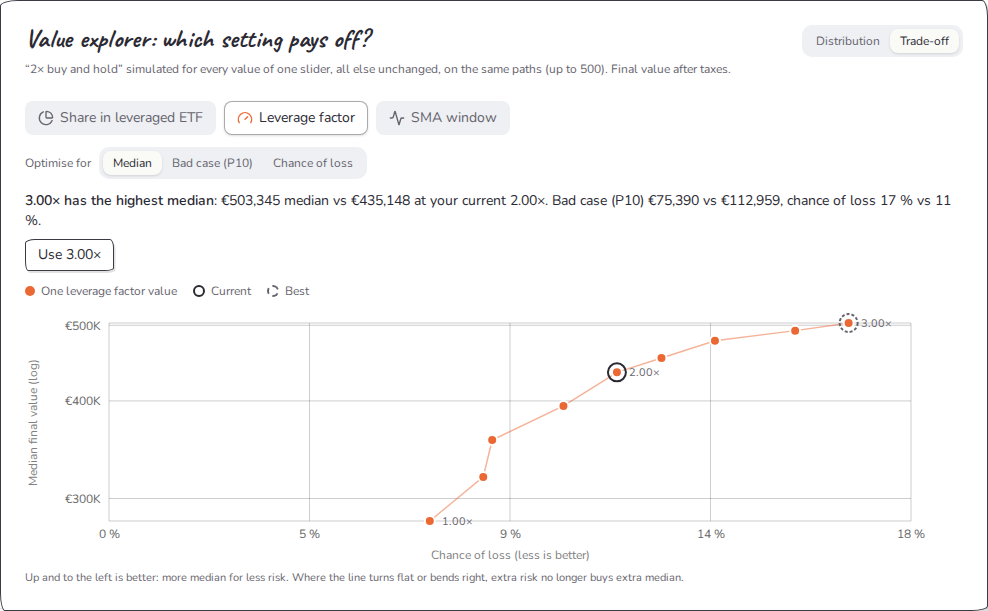 Value explorer: which setting pays off?
Distribution
Trade-off
“2× buy and hold” simulated for every value of one slider, all else unchanged, on the same paths (up to 500). Final value after taxes.
Share in leveraged ETF
Leverage factor
SMA window
Optimise for
Median
Bad case (P10)
Chance of loss
3.00× has the highest median: €503,345 median vs €435,148 at your current 2.00×. Bad case (P10) €75,390 vs €112,959, chance of loss 17 % vs 11
%.
Use 3.00×
One leverage factor value
Current
Best
€500K
€400K
€300K
Median final value (log)
3.00×
2.00×
1.00×
0 %
5 %
9 %
14 %
18 %
Chance of loss (less is better)
Up and to the left is better: more median for less risk. Where the line turns flat or bends right, extra risk no longer buys extra median.